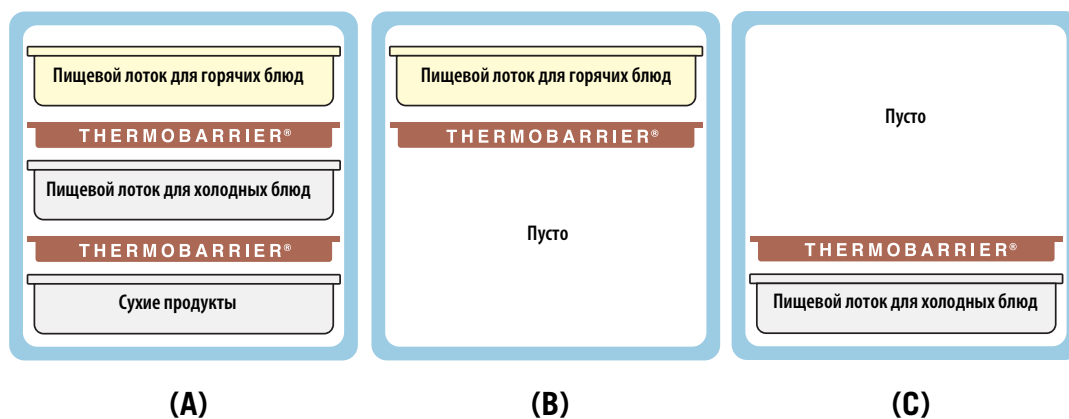 Пищевой лоток для горячих блюд
THERMOBARRIER®
Пищевой лоток для холодных блюд
THERMOBARRIER®
Сухие продукты
(A)
Пищевой лоток для горячих блюд
THERMOBARRIER®
Пусто
(B)
Пусто
THERMOBARRIER®
Пищевой лоток для холодных блюд
(C)